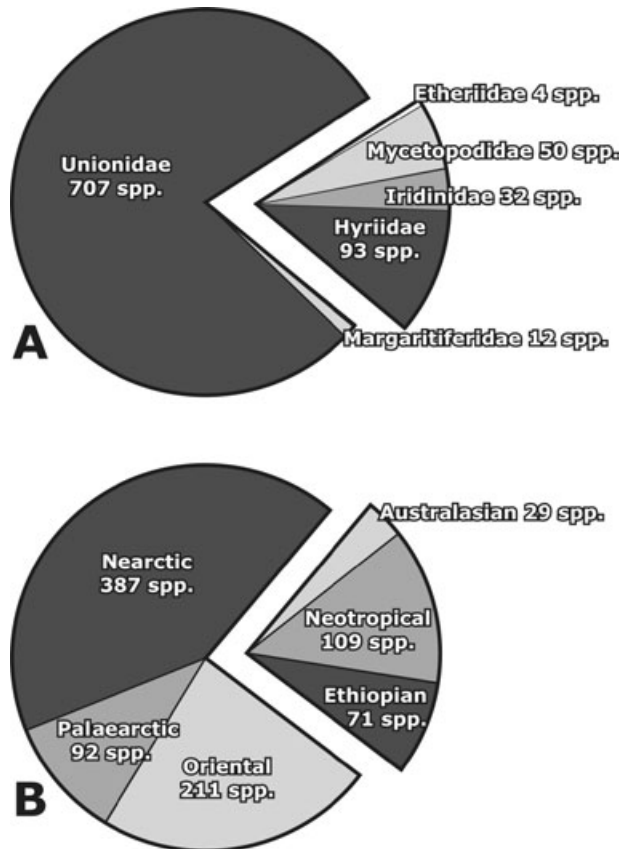 Etheriidae 4 spp.
Unionidae
707 spp.
Mycetopodidae 50 spp.
Iridinidae 32 spp.
Hyriidae
93 spp.
A
Margaritiferidae 12 spp.
Australasian 29 spp.
Nearctic
387 spp.
Neotropical
109 spp.
Ethiopian
71 spp.
Palaearctic
92 spp.
Oriental
211 spp.
B